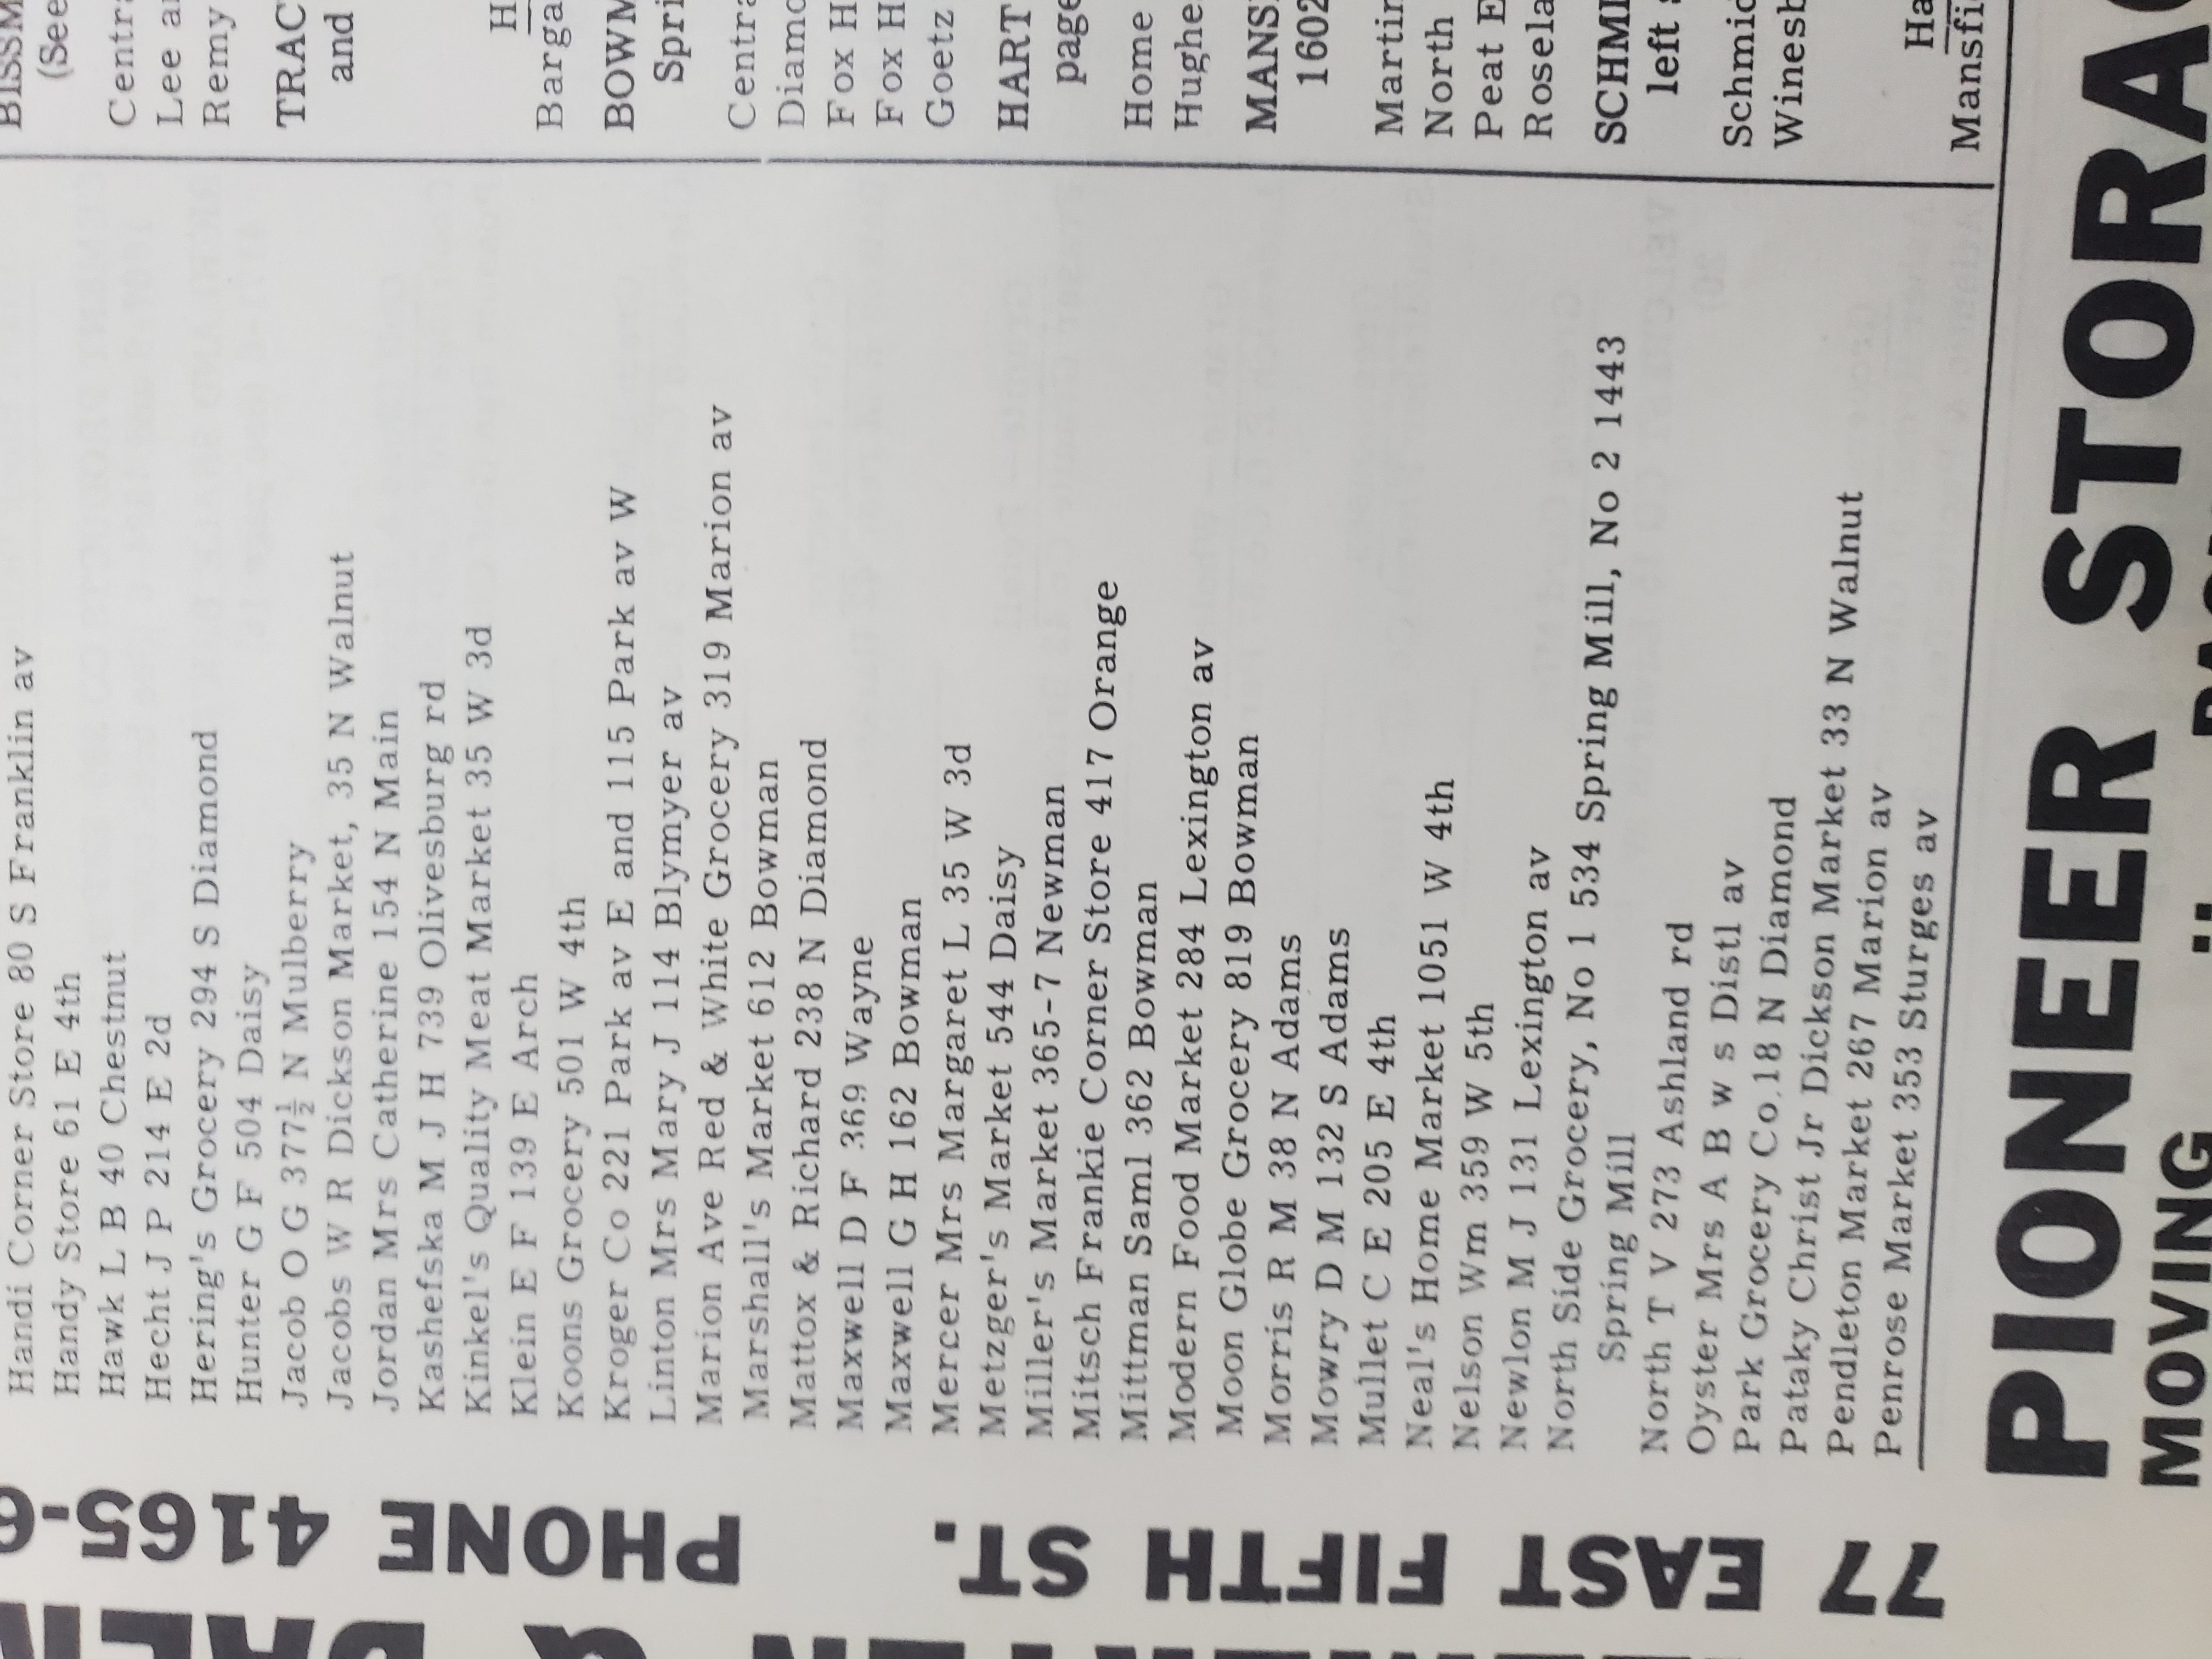 Handi Corner Store 80 S Franklin av
Handy Store 61 E 4th
Hawk L B 40 Chestnut
Hecht J P 214 E 2d
Hering's Grocery 294 S Diamond
Hunter G F 504 Daisy
Jacob O G 377½ N Mulberry
Jacobs W R Dickson Market, 35 N Walnut
Jordan Mrs Catherine 154 N Main
Kashefska M J H 739 Olivesburg rd
Kinkel's Quality Meat Market 35 W 3d
Klein E F 139 E Arch
Koons Grocery 501 W 4th
Kroger Co 221 Park av E and 115 Park av W
Linton Mrs Mary J 114 Blymyer av
Marion Ave Red & White Grocery 319 Marion av
Marshall's Market 612 Bowman
Mattox & Richard 238 N Diamond
Maxwell D F 369 Wayne
Maxwell G H 162 Bowman
Mercer Mrs Margaret L 35 W 3d
Metzger's Market 544 Daisy
Miller's Market 365-7 Newman
Mitsch Frankie Corner Store 417 Orange
Mittman Saml 362 Bowman
Modern Food Market 284 Lexington av
Moon Globe Grocery 819 Bowman
Morris R M 38 N Adams
Mowry D M 132 S Adams
Mullet C E 205 E 4th
Neal's Home Market 1051 W 4th
Nelson Wm 359 W 5th
Newlon M J 131 Lexington av
North Side Grocery, No 1 534 Spring Mill, No 2 1443
Spring Mill
North T V 273 Ashland rd
Oyster Mrs A B w s Distl av
Park Grocery Co. 18 N Diamond
Pataky Christ Jr Dickson Market 33 N Walnut
Pendleton Market 267 Marion av
Penrose Market 353 Sturges av
BISSM
(See
Centra
Lee a
Remy
TRAC
and
H
Barga
BOWM
Spri
Centra
Diamo
Fox H
Fox H
Goetz
HART
page
Home
Hughe
MANS
1602
Martin
North
Peat E
Rosela
SCHMI
left
Schmid
Winesb
Ha
Mansfi
PIONEER STORAG
MOVING
77 EAST FIFTH ST. PHONE 4165-6